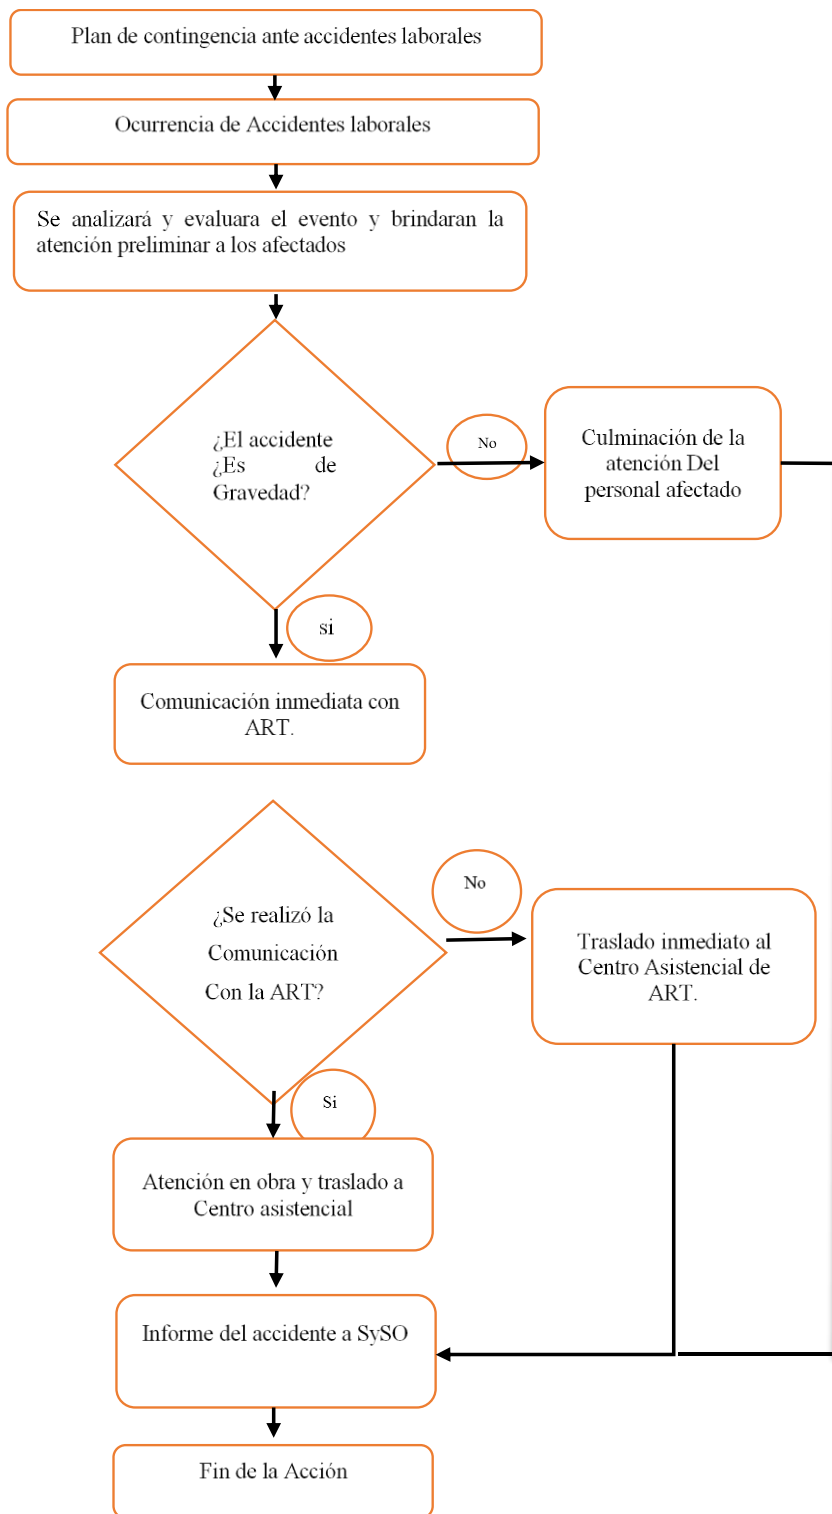 Plan de contingencia ante accidentes laborales
Ocurrencia de Accidentes laborales
Se analizará y evaluara el evento y brindaran la
atención preliminar a los afectados
¿El accidente
¿Es de
Gravedad?
No
Culminación de la
atención Del
personal afectado
si
Comunicación inmediata con
ART.
¿Se realizó la
Comunicación
Con la ART?
No
Traslado inmediato al
Centro Asistencial de
ART.
Si
Atención en obra y traslado a
Centro asistencial
Informe del accidente a SySO
Fin de la Acción